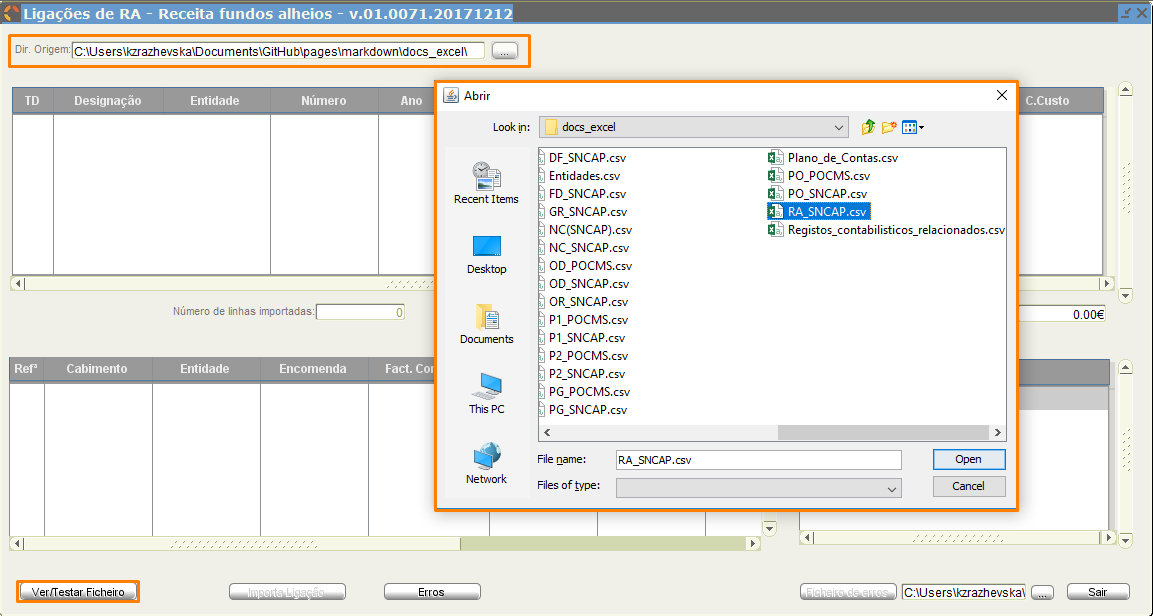 Ligações de RA - Receita fundos alheios - v.01.0071.20171212
Dir. Origem: C:\Users\kzrazhevska\Documents\GitHub\pages\markdown\docs_excel\ ...
TD Designação Entidade Número Ano C.Custo
Abrir
Look in: docs_excel
Recent Items
Desktop
Documents
This PC
Network
DF_SNCAP.csv
Entidades.csv
FD_SNCAP.csv
GR_SNCAP.csv
NC(SNCAP).csv
NC_SNCAP.csv
OD_POCMS.csv
OD_SNCAP.csv
OR_SNCAP.csv
P1_POCMS.csv
P1_SNCAP.csv
P2_POCMS.csv
P2_SNCAP.csv
PG_POCMS.csv
PG_SNCAP.csv
Plano_de_Contas.csv
PO_POCMS.csv
PO_SNCAP.csv
RA_SNCAP.csv
Registos_contabilisticos_relacionados.csv
File name: RA_SNCAP.csv Open
Files of type: Cancel
Número de linhas importadas: 0 0.00€
Refª Cabimento Entidade Encomenda Fact. Con
Ver/Testar Ficheiro Importa Ligação Erros Ficheiro de erros C:\Users\kzrazhevska\ ... Sair